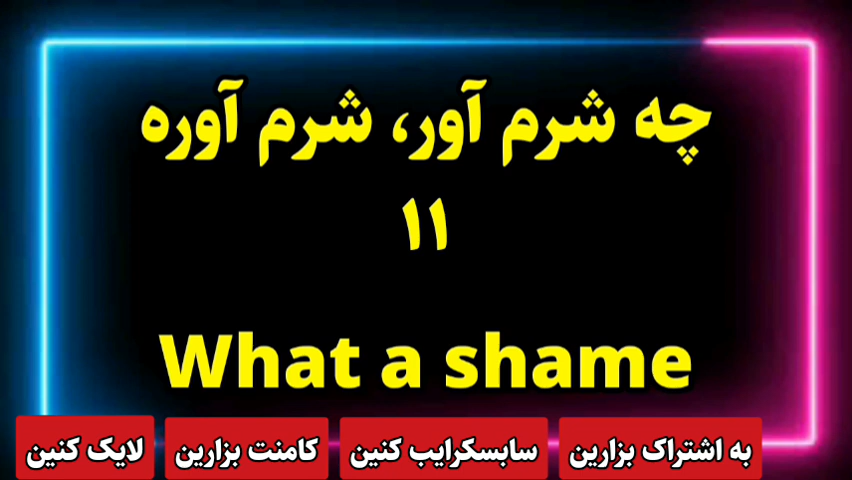 چه شرم آور، شرم آوره
۱۱
What a shame
به اشتراک بزارین
سابسکرایب کنین
کامنت بزارین
لایک کنین